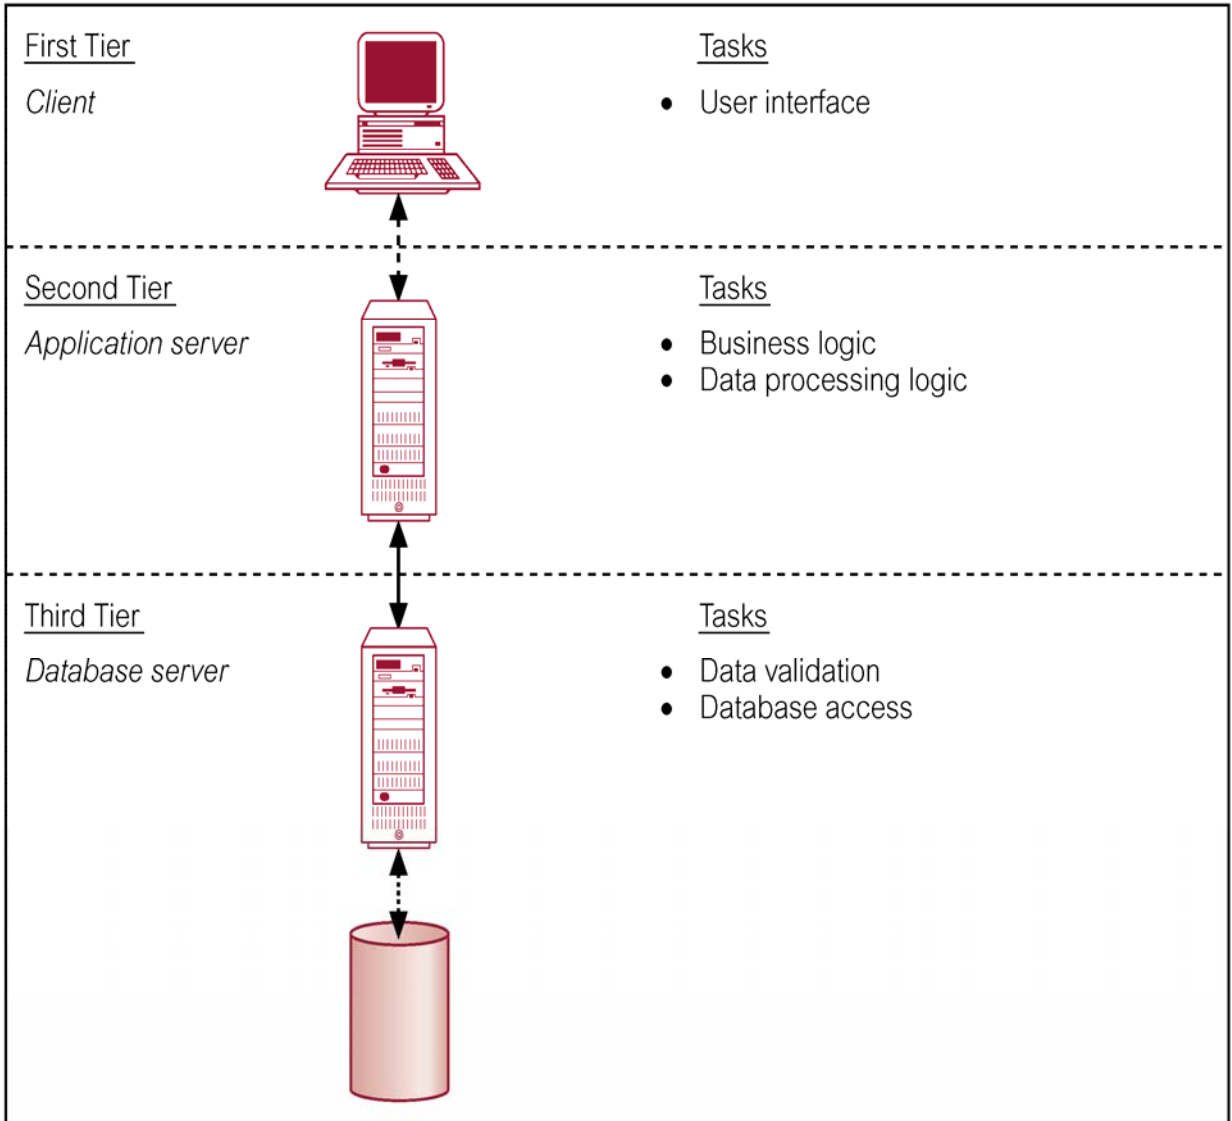 First Tier
Tasks
Client
• User interface
Second Tier
Tasks
Application server
• Business logic
• Data processing logic
Third Tier
Tasks
Database server
• Data validation
• Database access